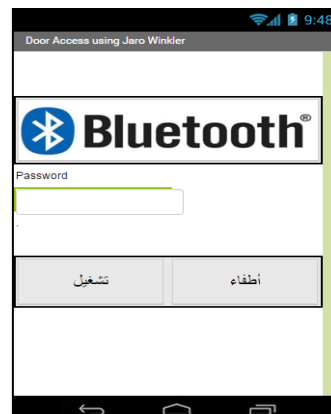 9:48
Door Access using Jaro Winkler
Bluetooth®
Password
.
تشغيل
أطفاء